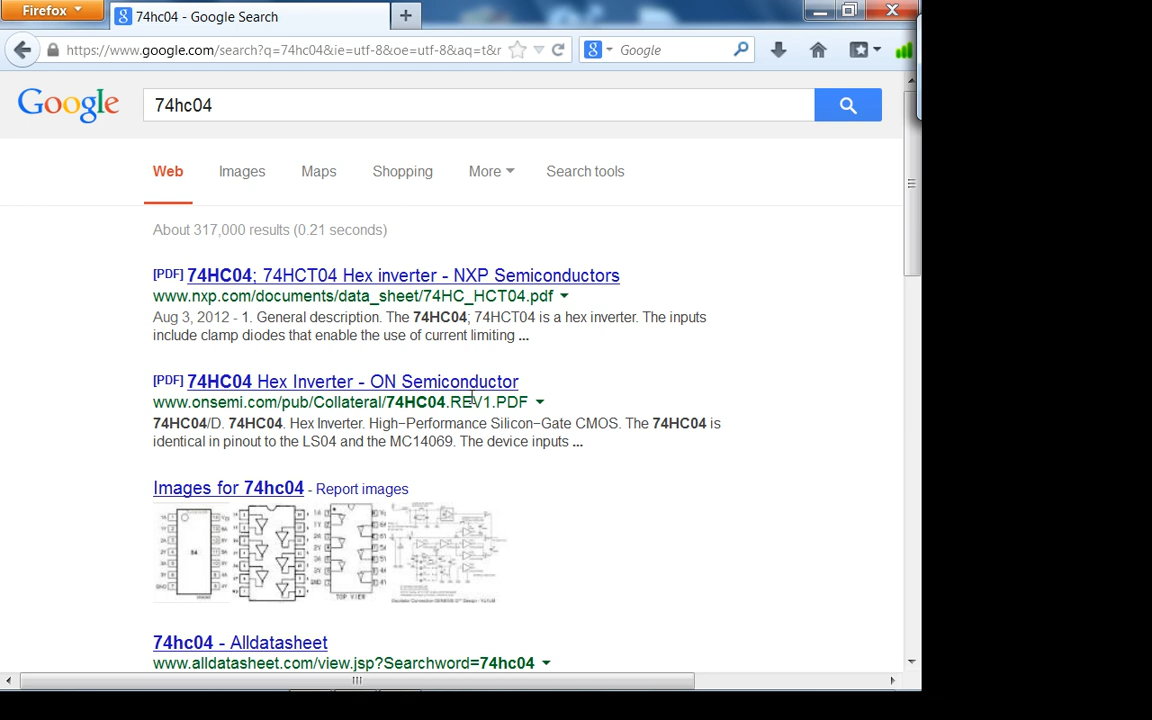 Firefox
74hc04 - Google Search
https://www.google.com/search?q=74hc04&ie=utf-8&oe=utf-8&aq=t&r
Google
Google
74hc04
Web Images Maps Shopping More Search tools
About 317,000 results (0.21 seconds)
[PDF] 74HC04; 74HCT04 Hex inverter - NXP Semiconductors
www.nxp.com/documents/data_sheet/74HC_HCT04.pdf
Aug 3, 2012 - 1. General description. The 74HC04; 74HCT04 is a hex inverter. The inputs
include clamp diodes that enable the use of current limiting ...
[PDF] 74HC04 Hex Inverter - ON Semiconductor
www.onsemi.com/pub/Collateral/74HC04.REV1.PDF
74HC04/D. 74HC04. Hex Inverter. High−Performance Silicon−Gate CMOS. The 74HC04 is
identical in pinout to the LS04 and the MC14069. The device inputs ...
Images for 74hc04 - Report images
TOP VIEW
74hc04 - Alldatasheet
www.alldatasheet.com/view.jsp?Searchword=74hc04